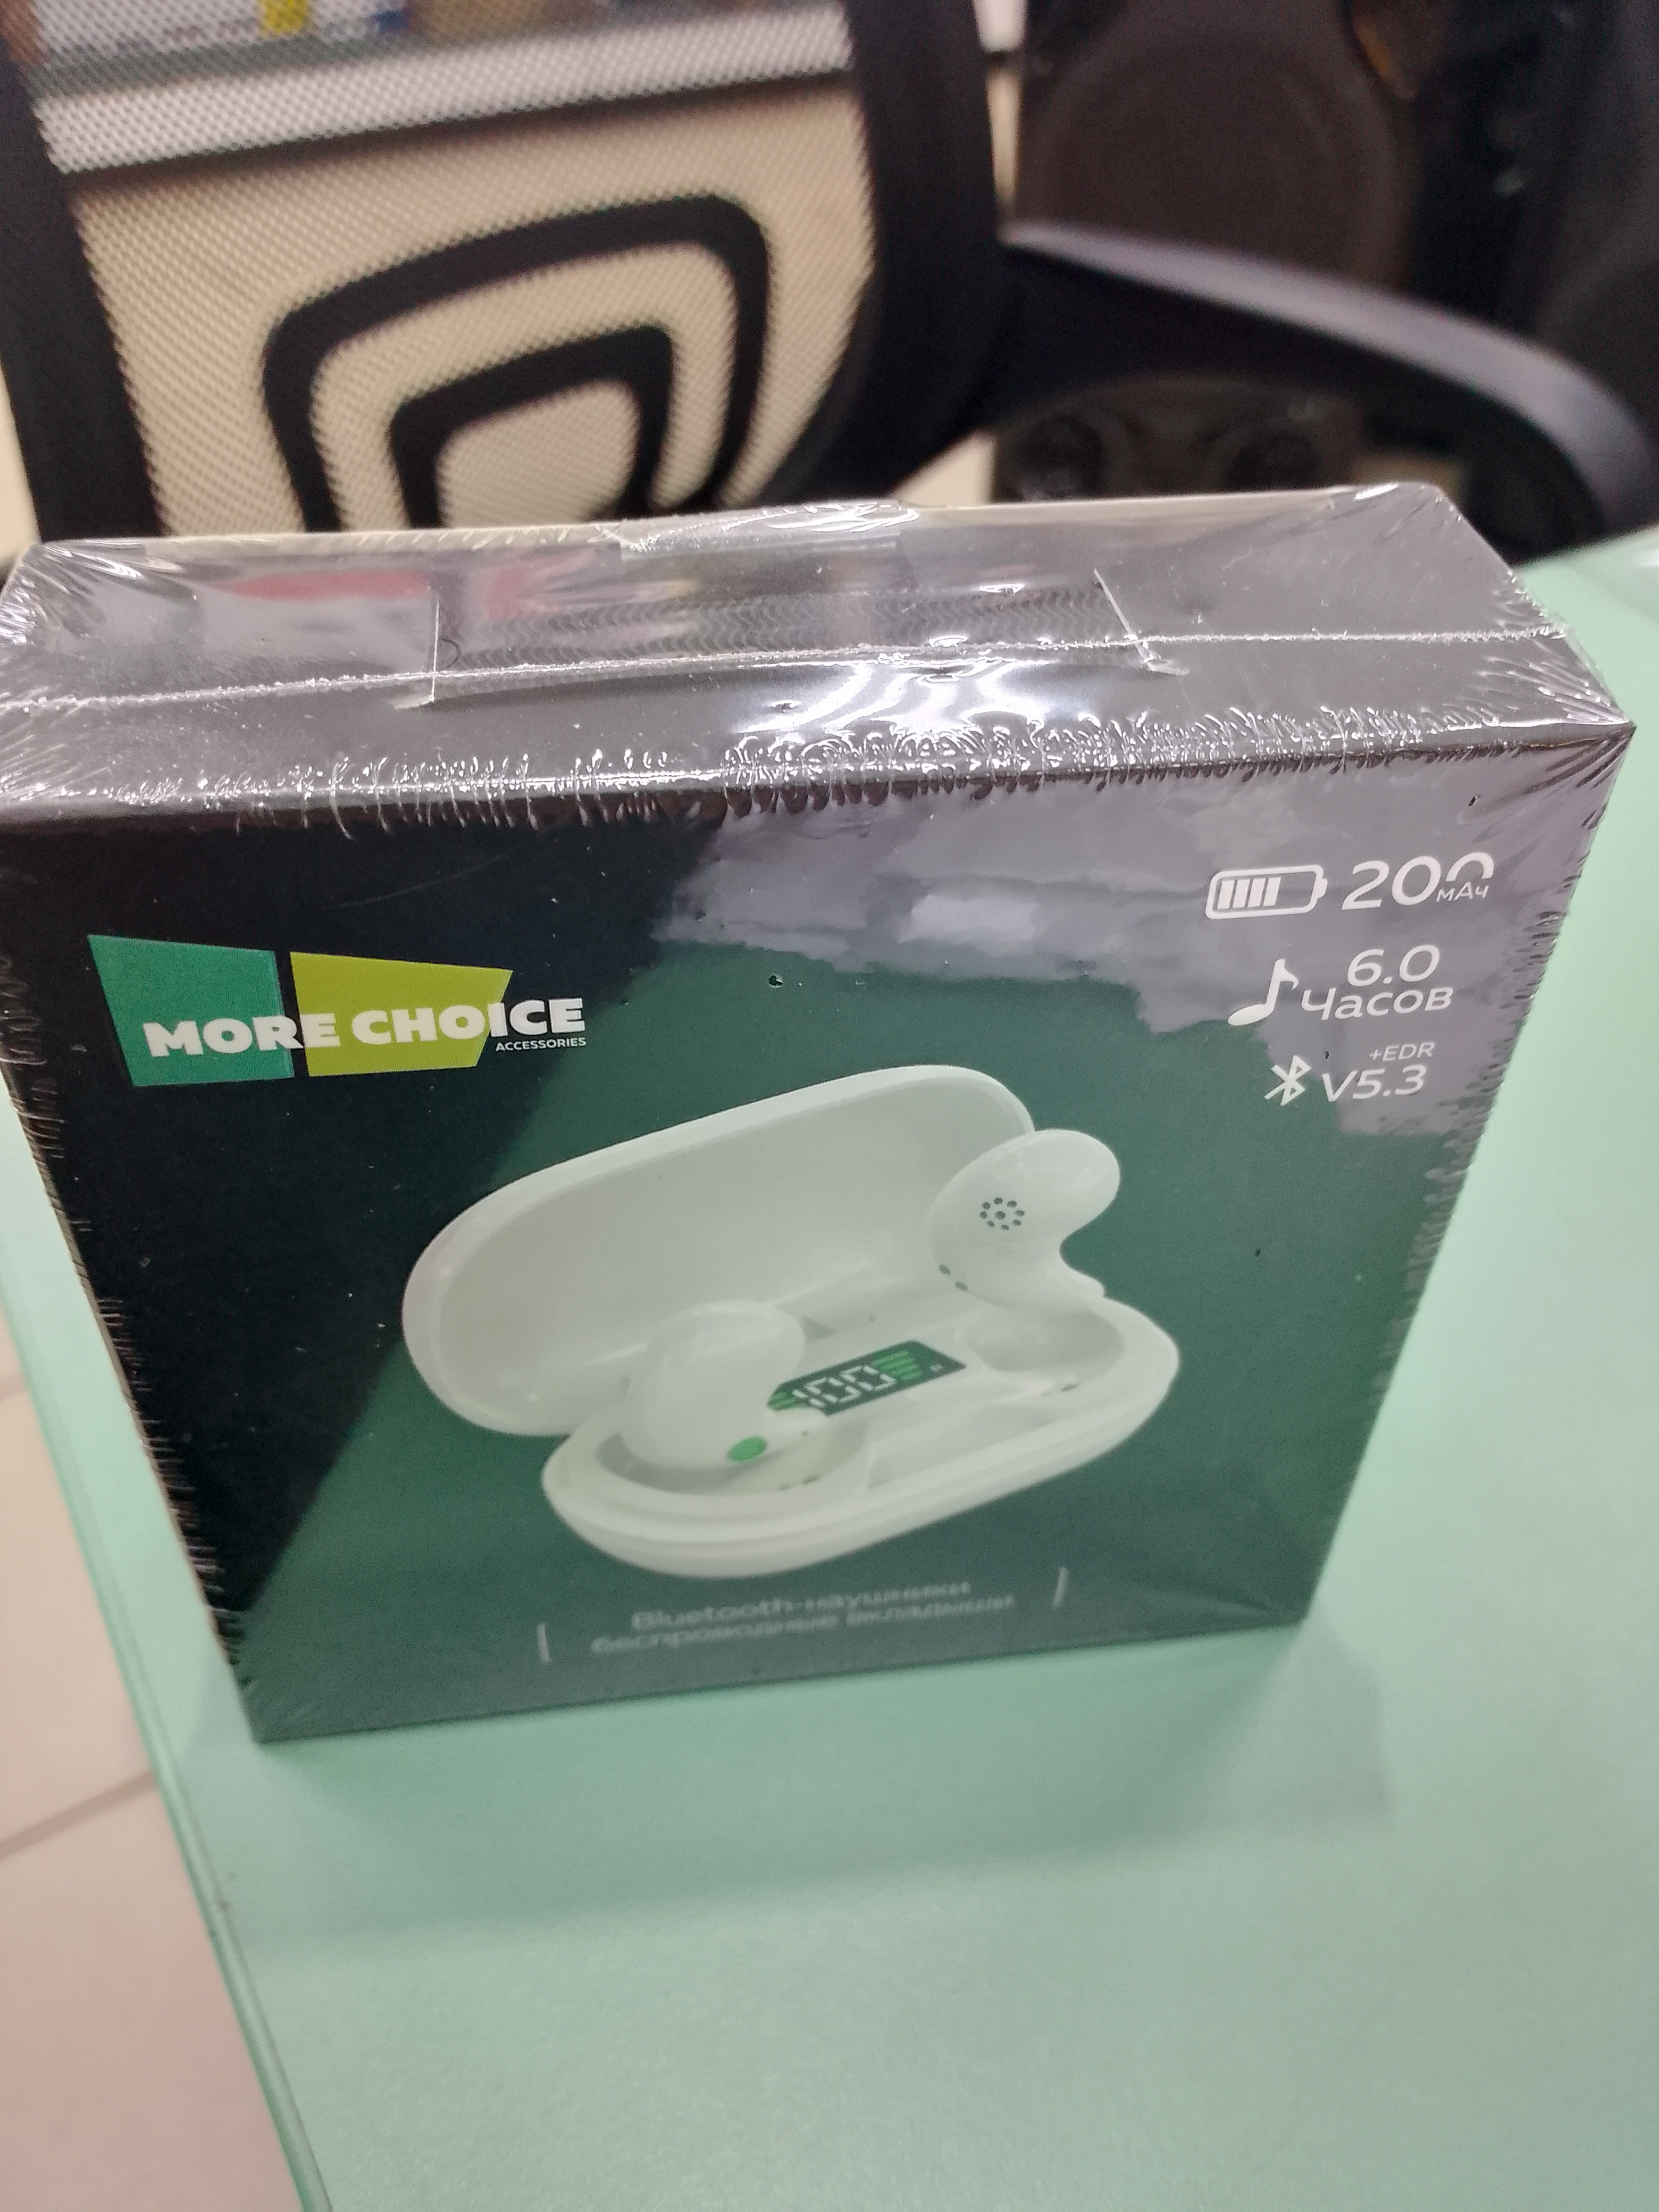 MORE CHOICE
ACCESSORIES
200
мАч
6.0
часов
+EDR
V5.3
100
Bluetooth-наушники
беспроводные вкладыши